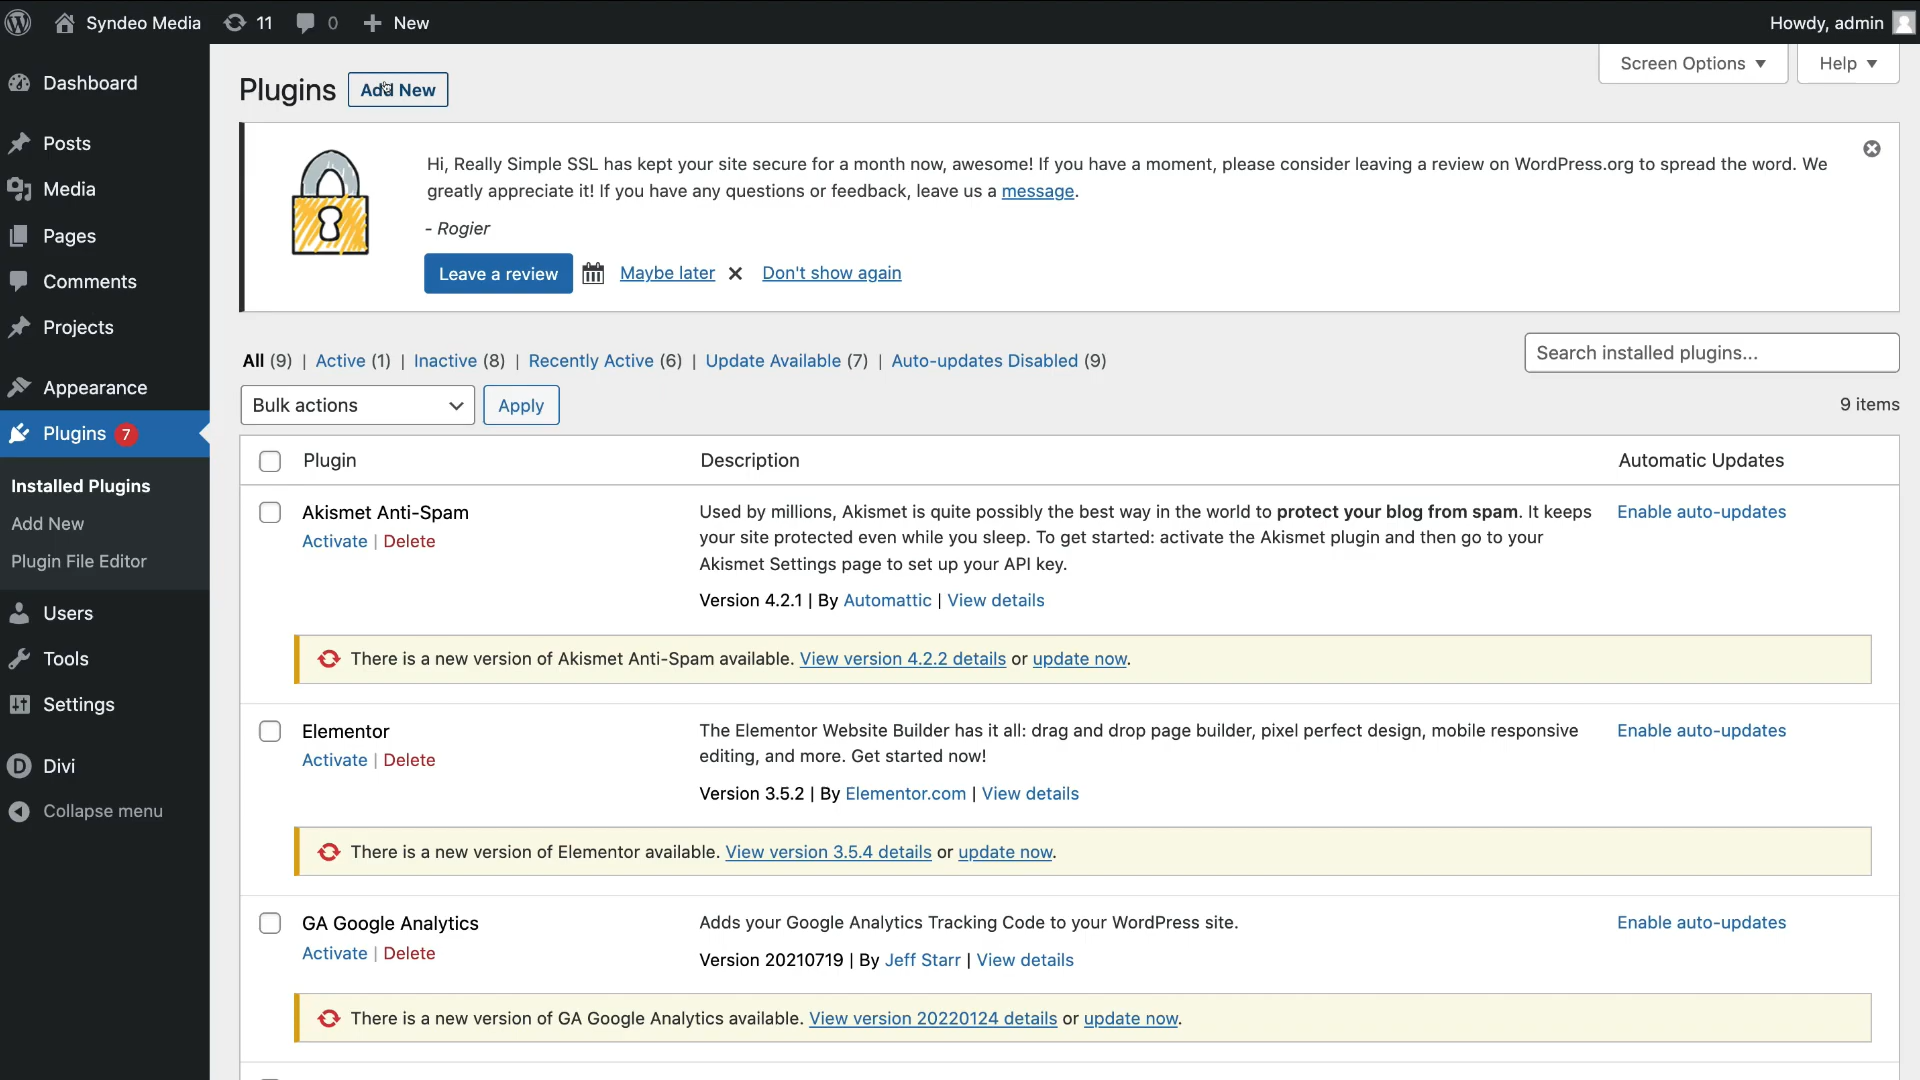 Syndeo Media 11 0 New Howdy, admin
Screen Options Help
Dashboard
Posts
Media
Pages
Comments
Projects
Appearance
Plugins 7
Installed Plugins
Add New
Plugin File Editor
Users
Tools
Settings
Divi
Collapse menu
Plugins Add New
Hi, Really Simple SSL has kept your site secure for a month now, awesome! If you have a moment, please consider leaving a review on WordPress.org to spread the word. We
greatly appreciate it! If you have any questions or feedback, leave us a message.
- Rogier
Leave a review Maybe later Don't show again
All (9) | Active (1) | Inactive (8) | Recently Active (6) | Update Available (7) | Auto-updates Disabled (9)
Search installed plugins...
Bulk actions Apply
9 items
Plugin Description Automatic Updates
Akismet Anti-Spam
Activate | Delete
Used by millions, Akismet is quite possibly the best way in the world to protect your blog from spam. It keeps
your site protected even while you sleep. To get started: activate the Akismet plugin and then go to your
Akismet Settings page to set up your API key.
Version 4.2.1 | By Automattic | View details
Enable auto-updates
There is a new version of Akismet Anti-Spam available. View version 4.2.2 details or update now.
Elementor
Activate | Delete
The Elementor Website Builder has it all: drag and drop page builder, pixel perfect design, mobile responsive
editing, and more. Get started now!
Version 3.5.2 | By Elementor.com | View details
Enable auto-updates
There is a new version of Elementor available. View version 3.5.4 details or update now.
GA Google Analytics
Activate | Delete
Adds your Google Analytics Tracking Code to your WordPress site.
Version 20210719 | By Jeff Starr | View details
Enable auto-updates
There is a new version of GA Google Analytics available. View version 20220124 details or update now.